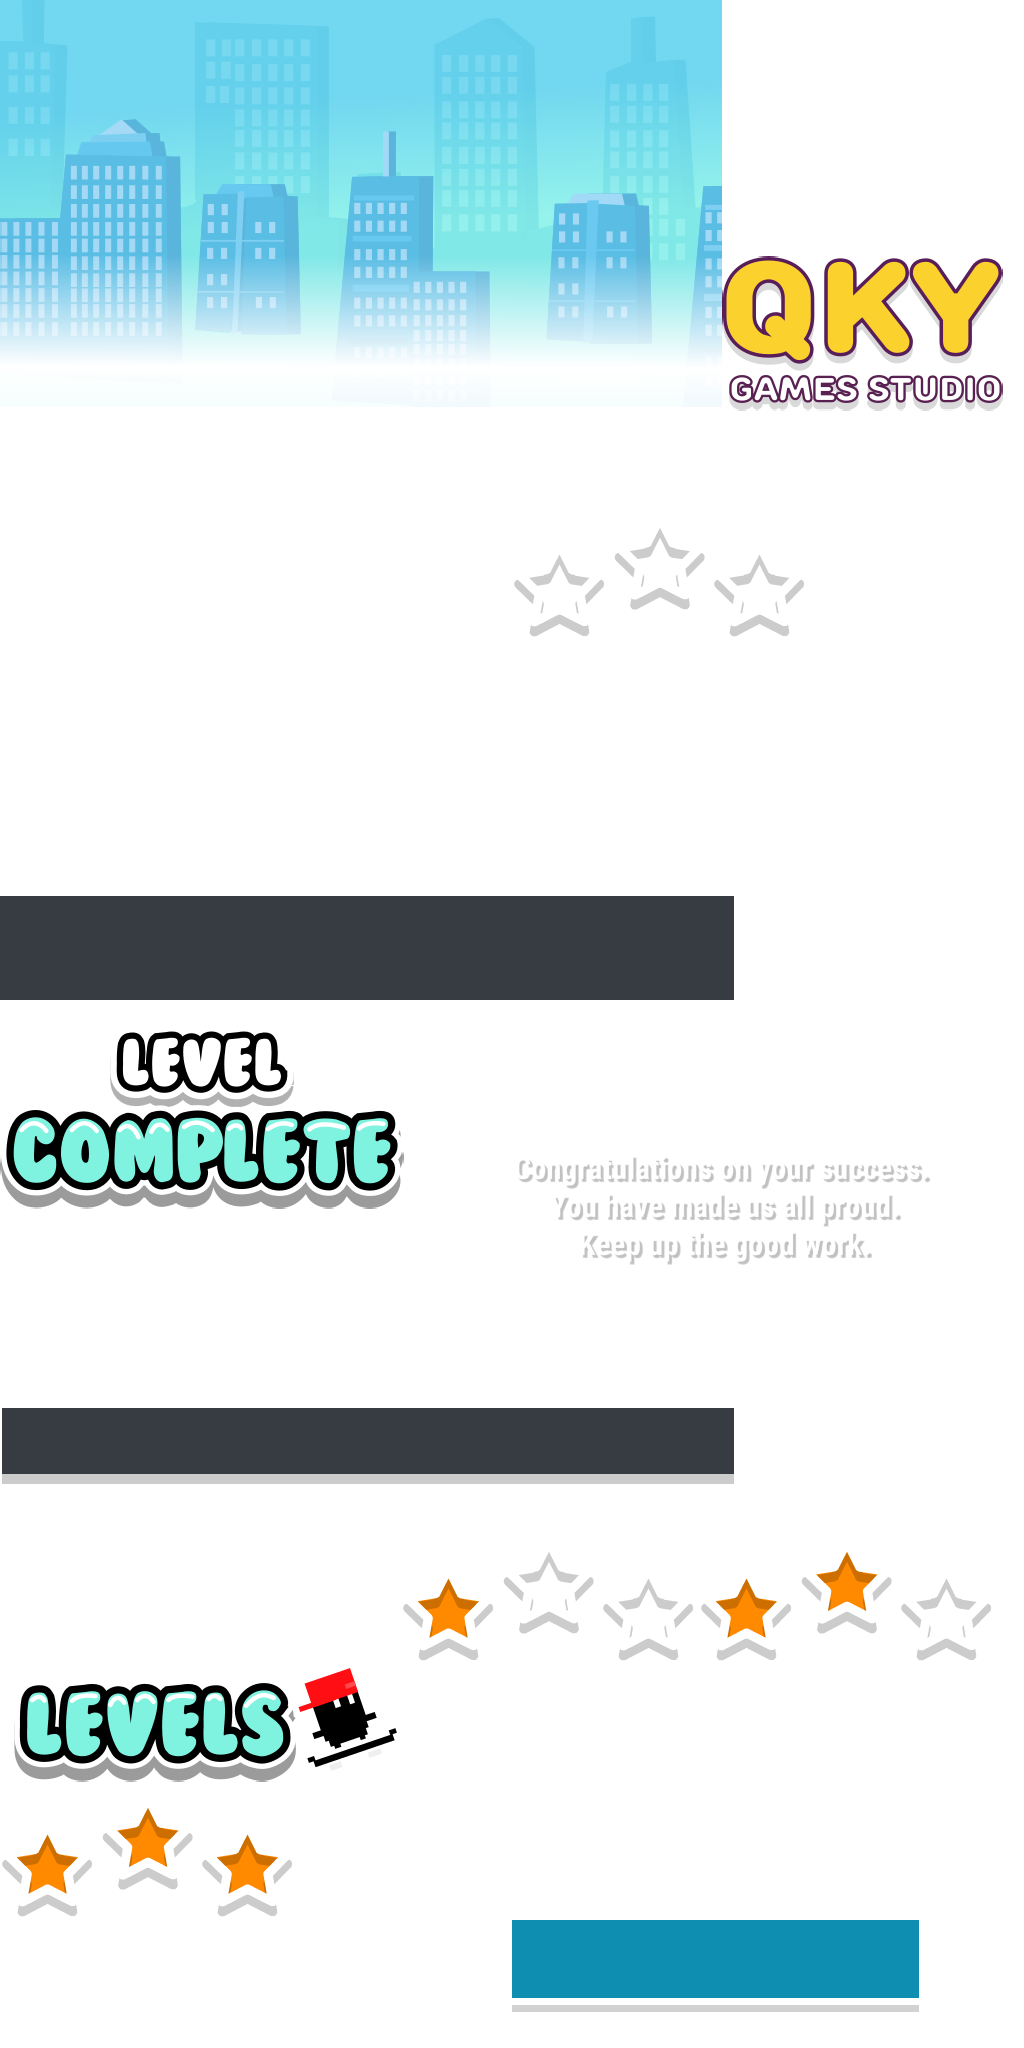 QKY
GAMES STUDIO
LEVEL
COMPLETE
Congratulations on your success.
You have made us all proud.
Keep up the good work.
LEVELS